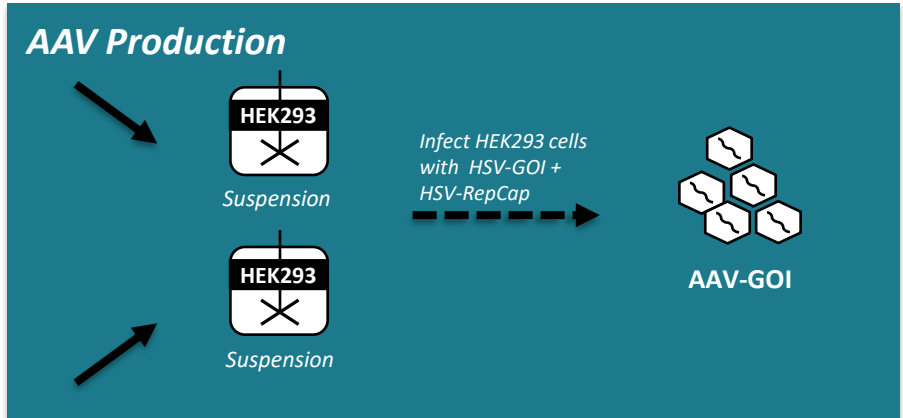 AAV Production
HEK293
Suspension
Infect HEK293 cells
with HSV-GOI +
HSV-RepCap
AAV-GOI
HEK293
Suspension